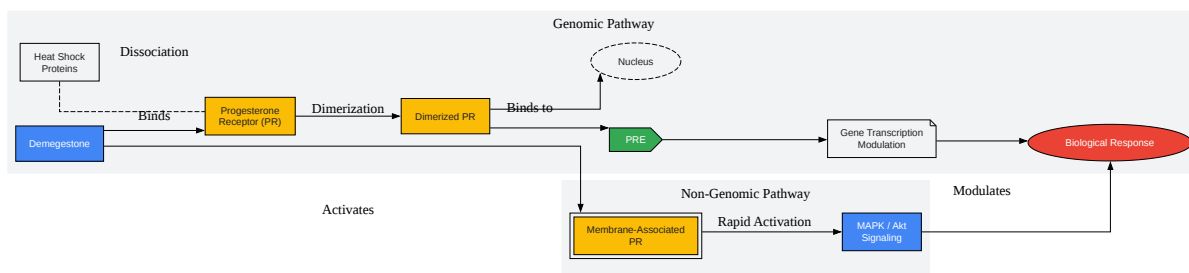 Genomic Pathway
Heat Shock
Proteins
Dissociation
Nucleus
Binds
Progesterone
Receptor (PR)
Dimerization
Dimerized PR
Binds to
Demegestone
PRE
Gene Transcription
Modulation
Biological Response
Non-Genomic Pathway
Modulates
Activates
Membrane-Associated
PR
Rapid Activation
MAPK / Akt
Signaling